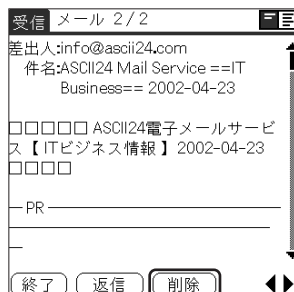 受信 メール 2/2
差出人:info@ascii24.com
件名:ASCII24 Mail Service ==IT
Business== 2002-04-23
□□□□□ ASCII24電子メールサービ
ス【 ITビジネス情報 】 2002-04-23
□□□□
— PR —
終了 返信 削除